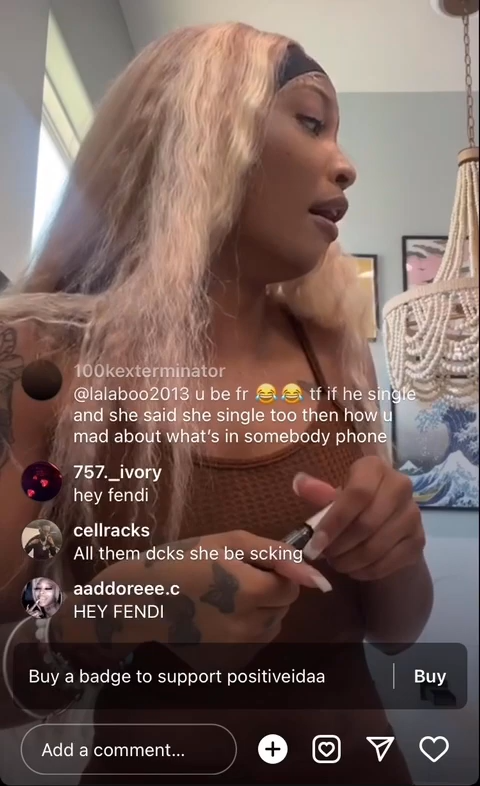 100kexterminator
@lalaboo2013 u be fr 😂😂 tf if he single
and she said she single too then how u
mad about what's in somebody phone
757._ivory
hey fendi
cellracks
All them dcks she be scking
aaddoreee.c
HEY FENDI
Buy a badge to support positiveidaa
Buy
Add a comment...